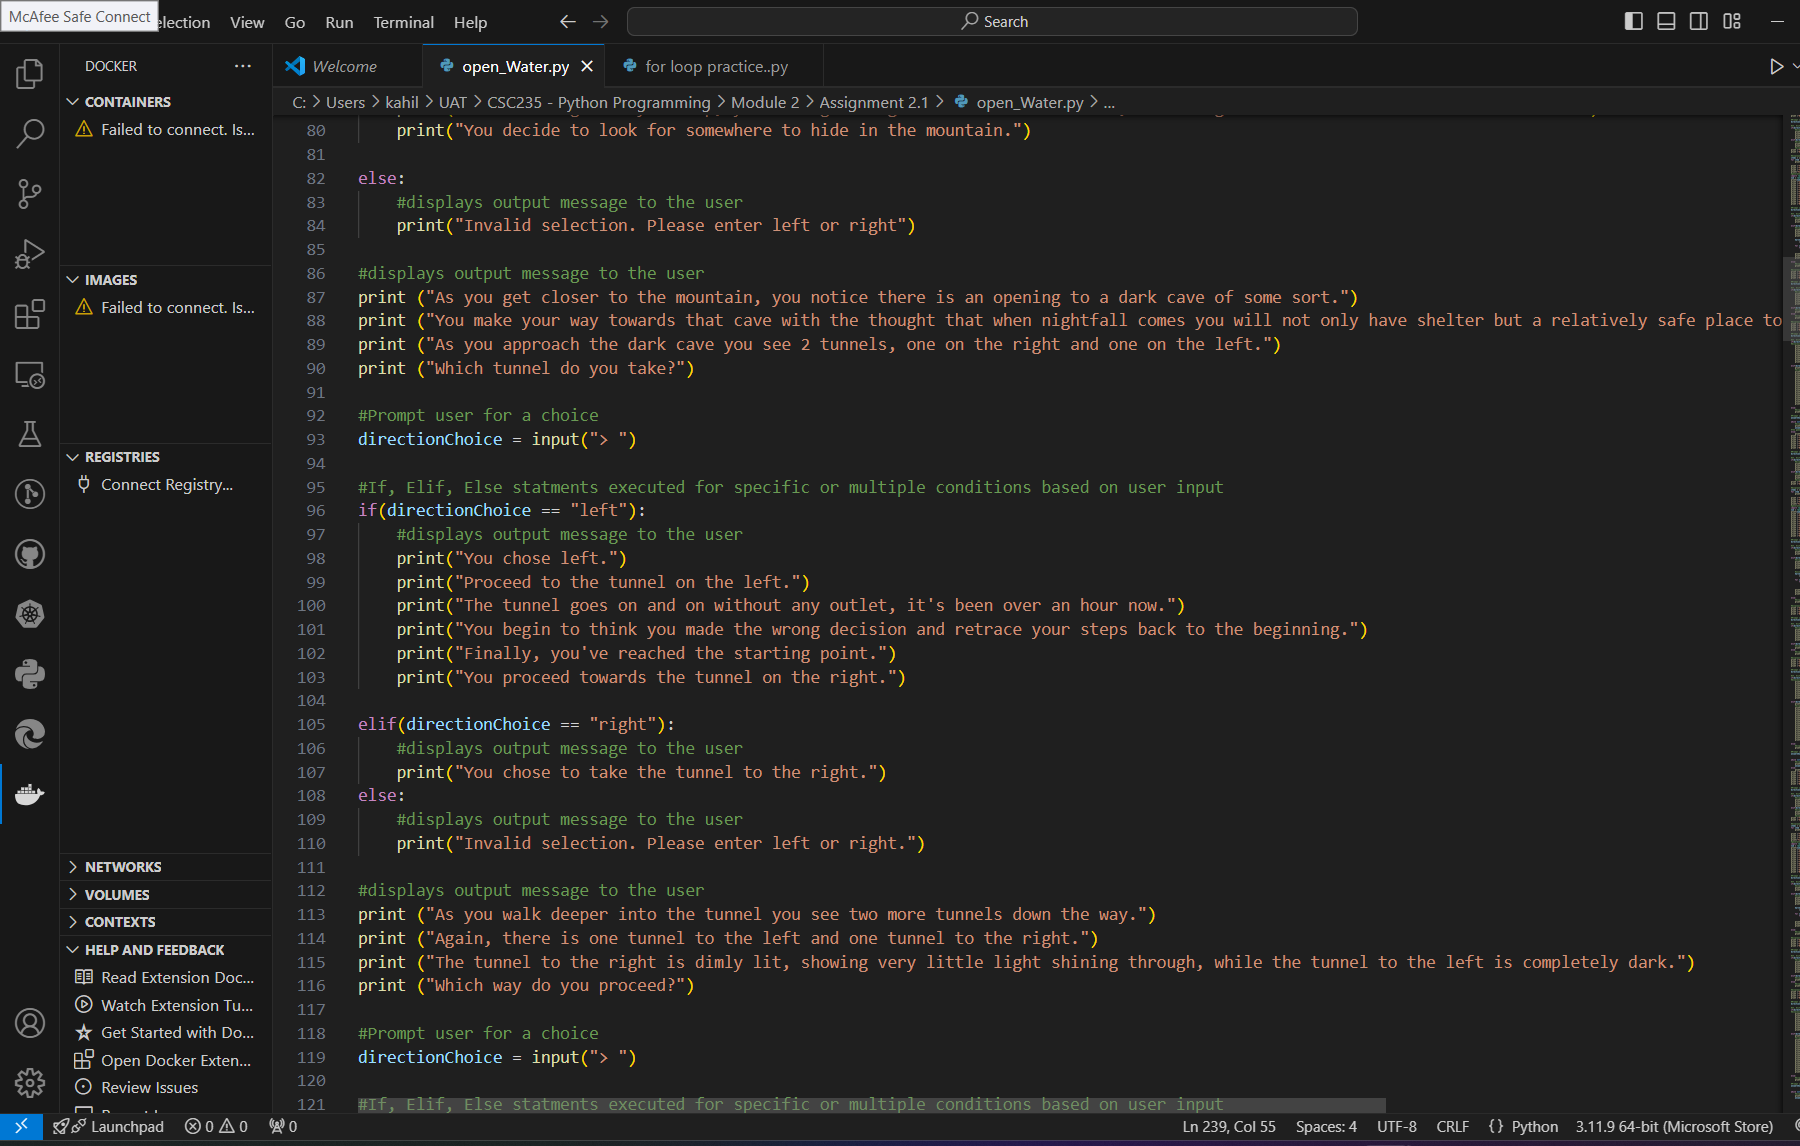 McAfee Safe Connect
election View Go Run Terminal Help
Search
DOCKER
Welcome
open_Water.py
for loop practice..py
C: > Users > kahil > UAT > CSC235 - Python Programming > Module 2 > Assignment 2.1 > open_Water.py > ...
CONTAINERS
Failed to connect. Is...
IMAGES
Failed to connect. Is...
REGISTRIES
Connect Registry...
NETWORKS
VOLUMES
CONTEXTS
HELP AND FEEDBACK
Read Extension Doc...
Watch Extension Tu...
Get Started with Do...
Open Docker Exten...
Review Issues
80 print("You decide to look for somewhere to hide in the mountain.")
81
82 else:
83 #displays output message to the user
84 print("Invalid selection. Please enter left or right")
85
86 #displays output message to the user
87 print ("As you get closer to the mountain, you notice there is an opening to a dark cave of some sort.")
88 print ("You make your way towards that cave with the thought that when nightfall comes you will not only have shelter but a relatively safe place to
89 print ("As you approach the dark cave you see 2 tunnels, one on the right and one on the left.")
90 print ("Which tunnel do you take?")
91
92 #Prompt user for a choice
93 directionChoice = input("> ")
94
95 #If, Elif, Else statments executed for specific or multiple conditions based on user input
96 if(directionChoice == "left"):
97 #displays output message to the user
98 print("You chose left.")
99 print("Proceed to the tunnel on the left.")
100 print("The tunnel goes on and on without any outlet, it's been over an hour now.")
101 print("You begin to think you made the wrong decision and retrace your steps back to the beginning.")
102 print("Finally, you've reached the starting point.")
103 print("You proceed towards the tunnel on the right.")
104
105 elif(directionChoice == "right"):
106 #displays output message to the user
107 print("You chose to take the tunnel to the right.")
108 else:
109 #displays output message to the user
110 print("Invalid selection. Please enter left or right.")
111
112 #displays output message to the user
113 print ("As you walk deeper into the tunnel you see two more tunnels down the way.")
114 print ("Again, there is one tunnel to the left and one tunnel to the right.")
115 print ("The tunnel to the right is dimly lit, showing very little light shining through, while the tunnel to the left is completely dark.")
116 print ("Which way do you proceed?")
117
118 #Prompt user for a choice
119 directionChoice = input("> ")
120
121 #If, Elif, Else statments executed for specific or multiple conditions based on user input
Launchpad 0 0 0 Ln 239, Col 55 Spaces: 4 UTF-8 CRLF {} Python 3.11.9 64-bit (Microsoft Store)